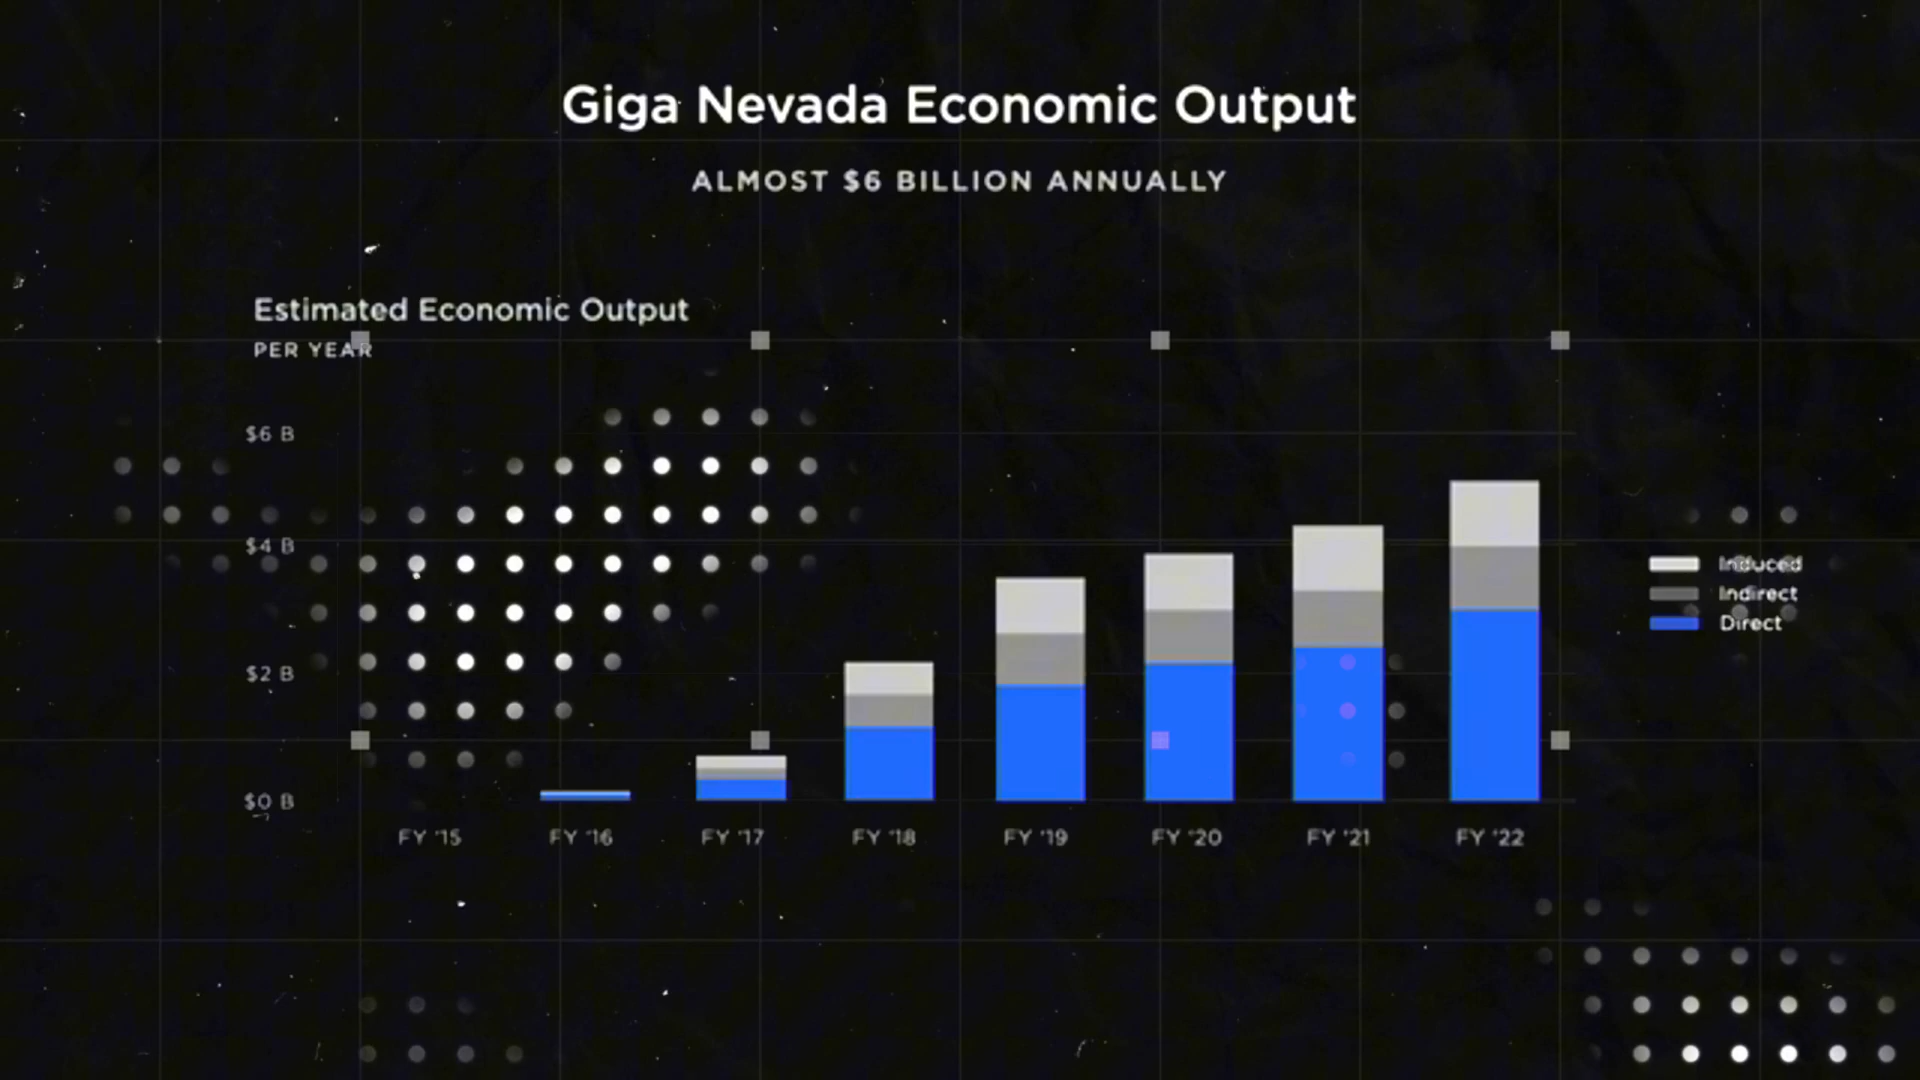 Giga Nevada Economic Output
ALMOST $6 BILLION ANNUALLY
Estimated Economic Output
PER YEAR
$6 B
$4 B
$2 B
$0 B
FY '15
FY '16
FY '17
FY '18
FY '19
FY '20
FY '21
FY '22
Induced
Indirect
Direct